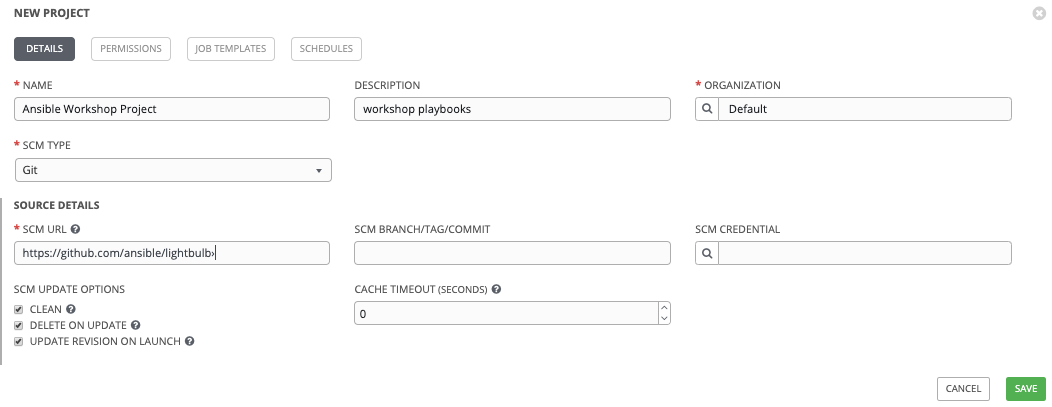 NEW PROJECT
DETAILS PERMISSIONS JOB TEMPLATES SCHEDULES
* NAME DESCRIPTION * ORGANIZATION
Ansible Workshop Project workshop playbooks Default
* SCM TYPE
Git
SOURCE DETAILS
* SCM URL ? SCM BRANCH/TAG/COMMIT SCM CREDENTIAL
https://github.com/ansible/lightbulb›
SCM UPDATE OPTIONS CACHE TIMEOUT (SECONDS) ?
CLEAN ? 0
DELETE ON UPDATE ?
UPDATE REVISION ON LAUNCH ?
CANCEL SAVE